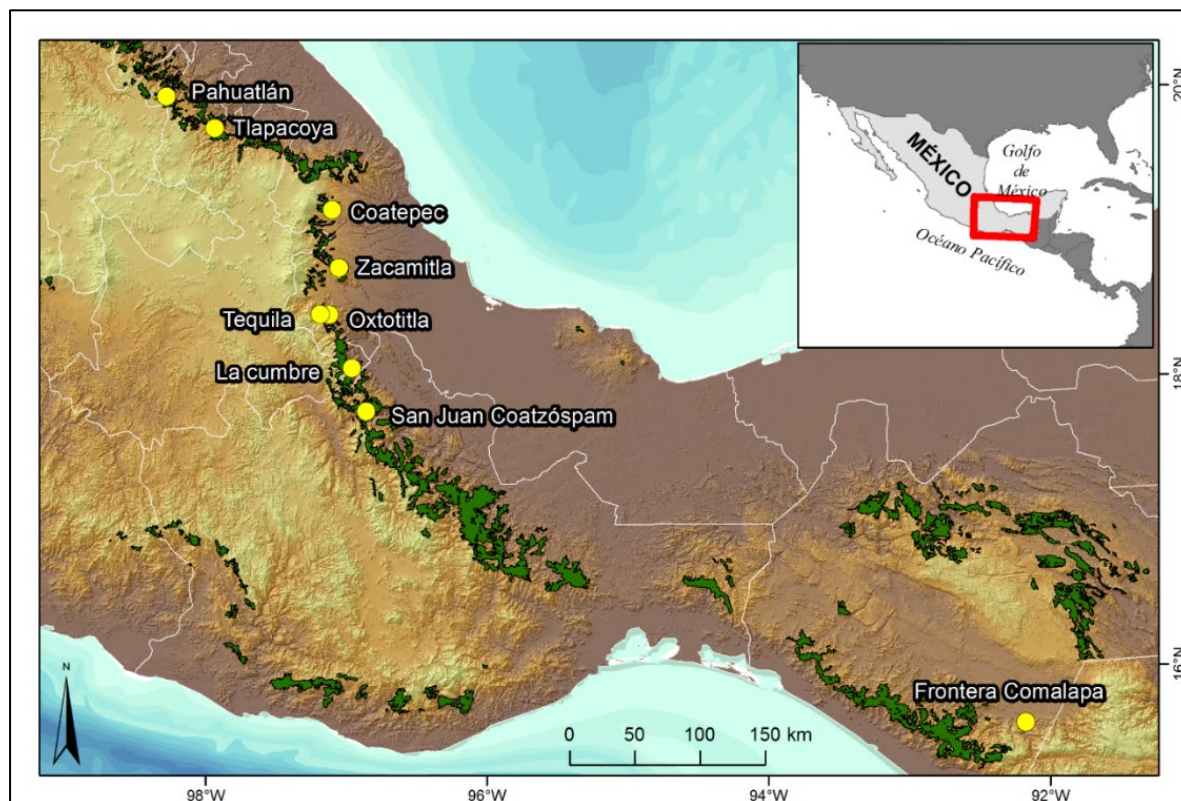 Pahuatlán
Tlapacoya
Coatepec
Zacamitla
Tequila
Oxtotitla
La cumbre
San Juan Coatzóspam
Frontera Comalapa
MÉXICO
Golfo
de
México
Océano Pacífico
20°N
18°N
16°N
N
0 50 100 150 km
98°W 96°W 94°W 92°W